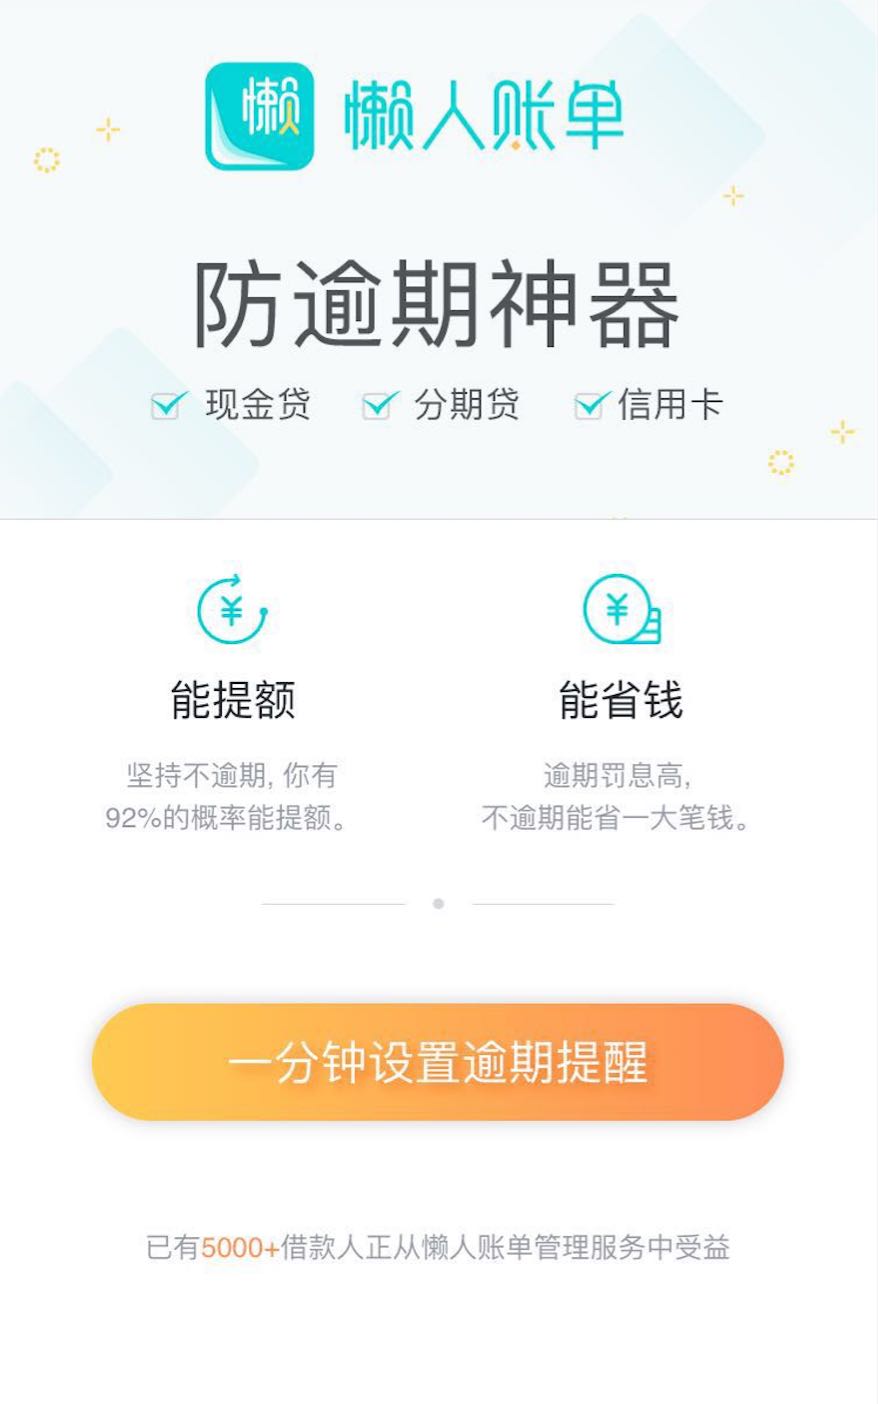 懒 懒人账单
防逾期神器
现金贷 分期贷 信用卡
¥ ¥
能提额 能省钱
坚持不逾期, 你有 逾期罚息高,
92%的概率能提额。 不逾期能省一大笔钱。
一分钟设置逾期提醒
已有5000+借款人正从懒人账单管理服务中受益